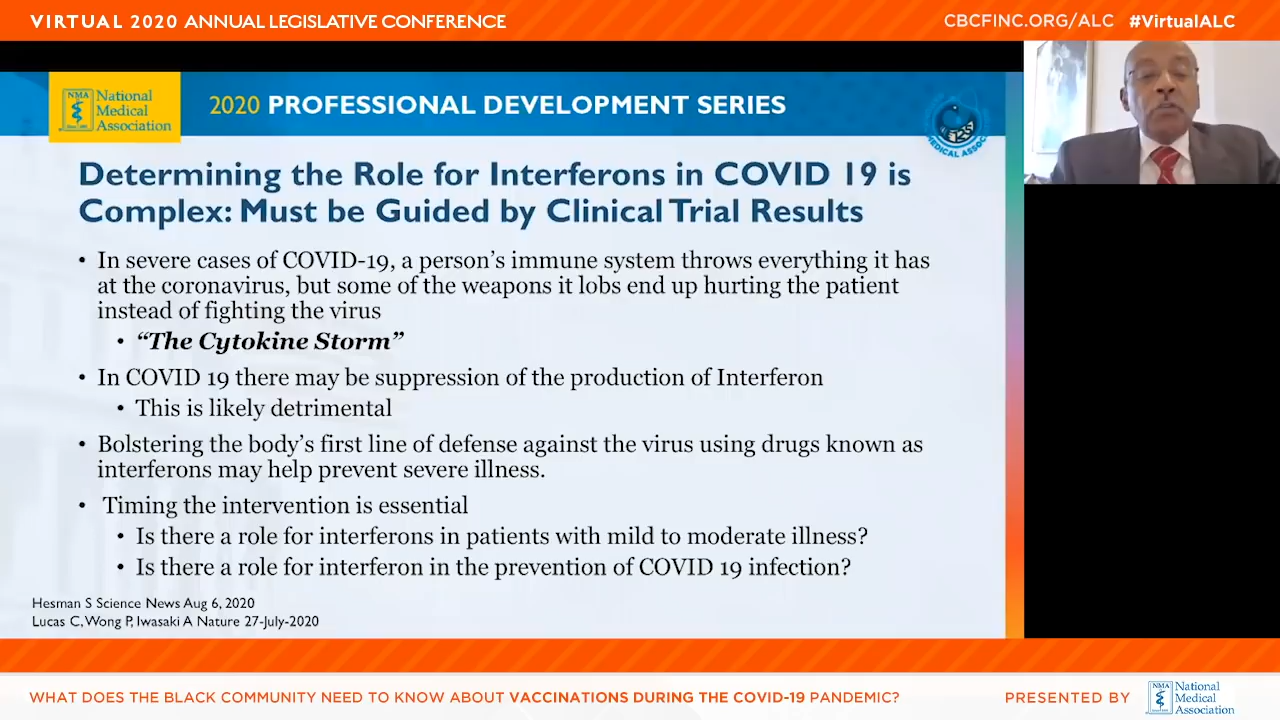 VIRTUAL 2020 ANNUAL LEGISLATIVE CONFERENCE
CBCFINC.ORG/ALC #VirtualALC
NMA
National
Medical
Association
2020 PROFESSIONAL DEVELOPMENT SERIES
MEDICAL ASSOC
Determining the Role for Interferons in COVID 19 is
Complex: Must be Guided by Clinical Trial Results
• In severe cases of COVID-19, a person’s immune system throws everything it has
at the coronavirus, but some of the weapons it lobs end up hurting the patient
instead of fighting the virus
• “The Cytokine Storm”
• In COVID 19 there may be suppression of the production of Interferon
• This is likely detrimental
• Bolstering the body’s first line of defense against the virus using drugs known as
interferons may help prevent severe illness.
• Timing the intervention is essential
• Is there a role for interferons in patients with mild to moderate illness?
• Is there a role for interferon in the prevention of COVID 19 infection?
Hesman S Science News Aug 6, 2020
Lucas C, Wong P, Iwasaki A Nature 27-July-2020
WHAT DOES THE BLACK COMMUNITY NEED TO KNOW ABOUT VACCINATIONS DURING THE COVID-19 PANDEMIC?
PRESENTED BY
NMA
National
Medical
Association